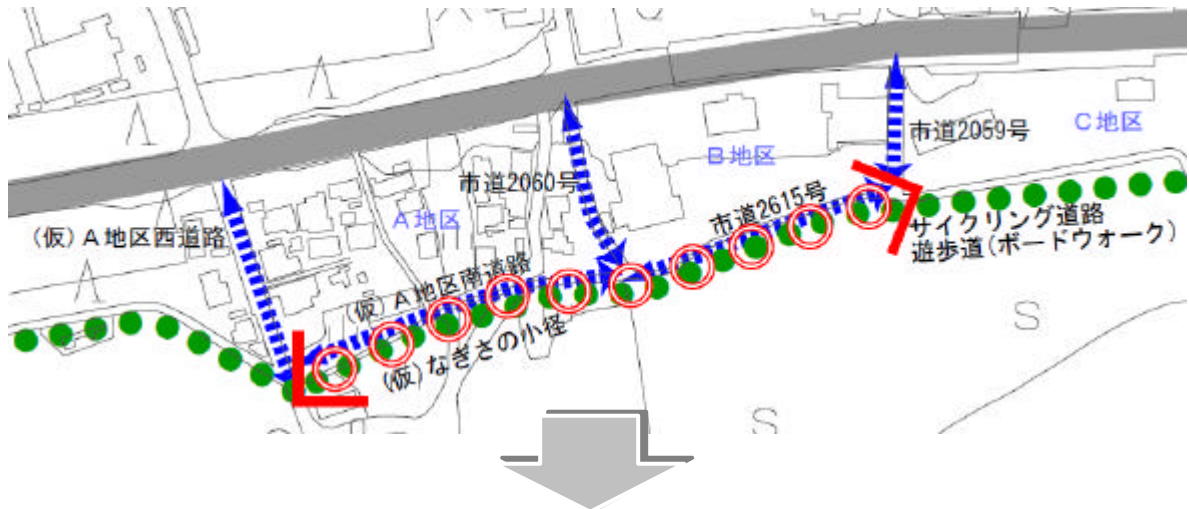 市道2059号
C地区
B地区
市道2060号
A地区
市道2615号
(仮)A地区西道路
サイクリング道路
遊歩道(ボードウォーク)
(仮)A地区南道路
(仮)なぎさの小径
S
S